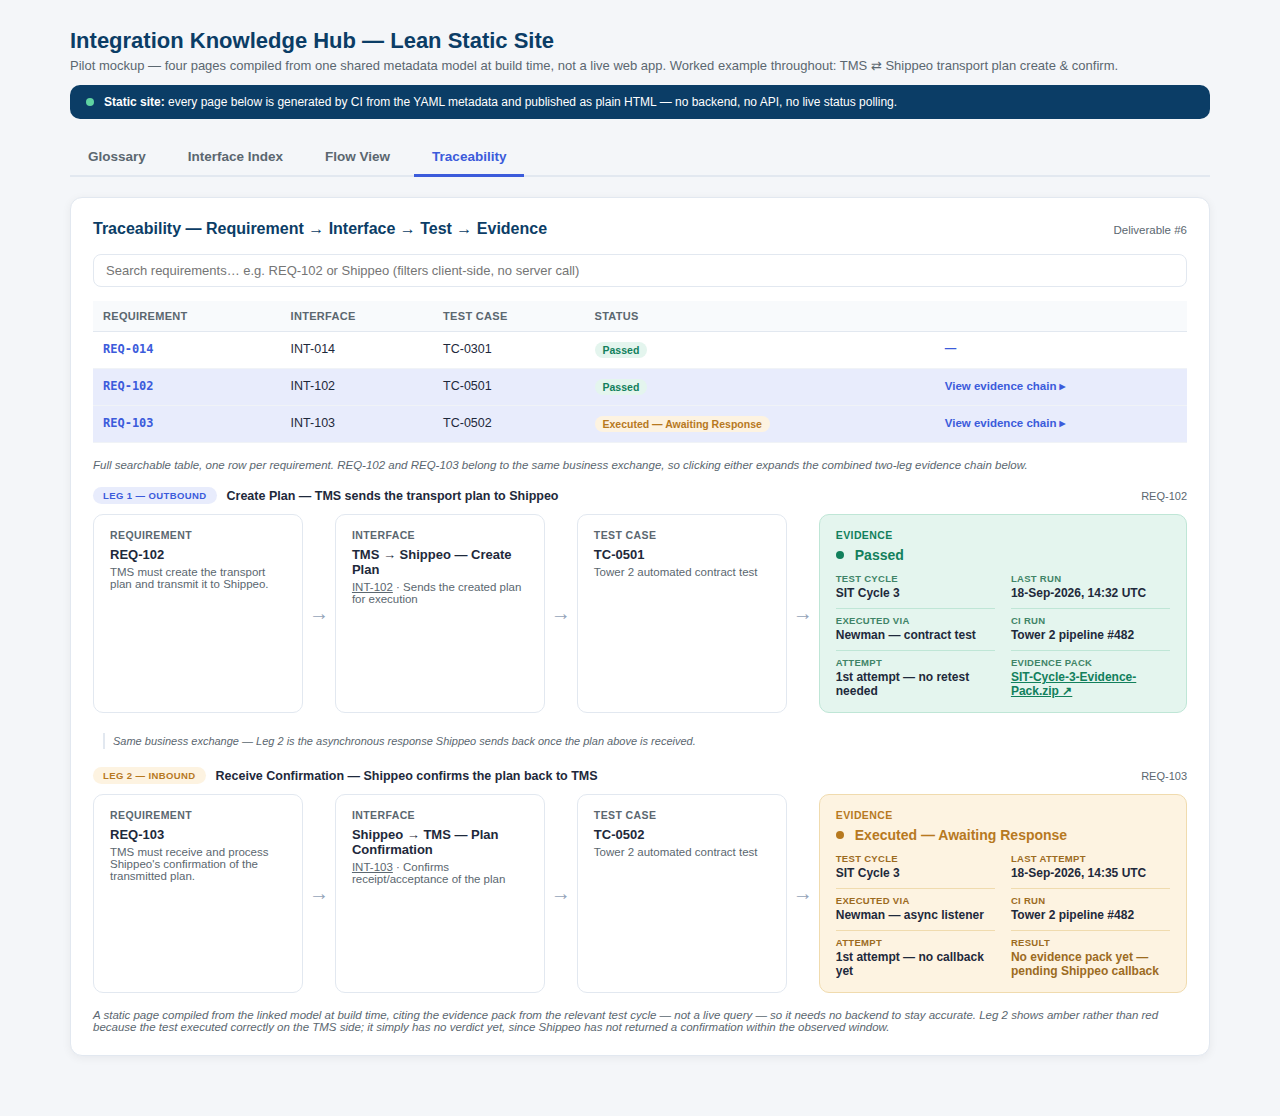 Integration Knowledge Hub — Lean Static Site
Pilot mockup — four pages compiled from one shared metadata model at build time, not a live web app. Worked example throughout: TMS ⇄ Shippeo transport plan create & confirm.
Static site: every page below is generated by CI from the YAML metadata and published as plain HTML — no backend, no API, no live status polling.
Glossary Interface Index Flow View Traceability
Traceability — Requirement → Interface → Test → Evidence Deliverable #6
Search requirements… e.g. REQ-102 or Shippeo (filters client-side, no server call)
REQUIREMENT INTERFACE TEST CASE STATUS
REQ-014 INT-014 TC-0301 Passed —
REQ-102 INT-102 TC-0501 Passed View evidence chain ▸
REQ-103 INT-103 TC-0502 Executed — Awaiting Response View evidence chain ▸
Full searchable table, one row per requirement. REQ-102 and REQ-103 belong to the same business exchange, so clicking either expands the combined two-leg evidence chain below.
LEG 1 — OUTBOUND Create Plan — TMS sends the transport plan to Shippeo REQ-102
REQUIREMENT
REQ-102
TMS must create the transport
plan and transmit it to Shippeo.
→
INTERFACE
TMS → Shippeo — Create
Plan
INT-102 · Sends the created plan
for execution
→
TEST CASE
TC-0501
Tower 2 automated contract test
→
EVIDENCE
Passed
TEST CYCLE
SIT Cycle 3
LAST RUN
18-Sep-2026, 14:32 UTC
EXECUTED VIA
Newman — contract test
CI RUN
Tower 2 pipeline #482
ATTEMPT
1st attempt — no retest
needed
EVIDENCE PACK
SIT-Cycle-3-Evidence-
Pack.zip ↗
Same business exchange — Leg 2 is the asynchronous response Shippeo sends back once the plan above is received.
LEG 2 — INBOUND Receive Confirmation — Shippeo confirms the plan back to TMS REQ-103
REQUIREMENT
REQ-103
TMS must receive and process
Shippeo's confirmation of the
transmitted plan.
→
INTERFACE
Shippeo → TMS — Plan
Confirmation
INT-103 · Confirms
receipt/acceptance of the plan
→
TEST CASE
TC-0502
Tower 2 automated contract test
→
EVIDENCE
Executed — Awaiting Response
TEST CYCLE
SIT Cycle 3
LAST ATTEMPT
18-Sep-2026, 14:35 UTC
EXECUTED VIA
Newman — async listener
CI RUN
Tower 2 pipeline #482
ATTEMPT
1st attempt — no callback
yet
RESULT
No evidence pack yet —
pending Shippeo callback
A static page compiled from the linked model at build time, citing the evidence pack from the relevant test cycle — not a live query — so it needs no backend to stay accurate. Leg 2 shows amber rather than red
because the test executed correctly on the TMS side; it simply has no verdict yet, since Shippeo has not returned a confirmation within the observed window.